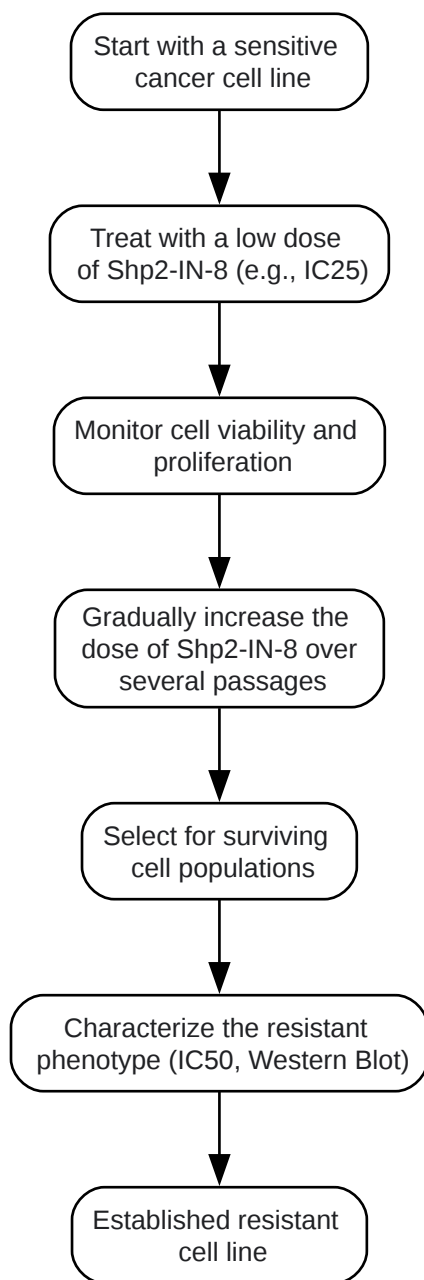 Start with a sensitive
cancer cell line
Treat with a low dose
of Shp2-IN-8 (e.g., IC25)
Monitor cell viability and
proliferation
Gradually increase the
dose of Shp2-IN-8 over
several passages
Select for surviving
cell populations
Characterize the resistant
phenotype (IC50, Western Blot)
Established resistant
cell line